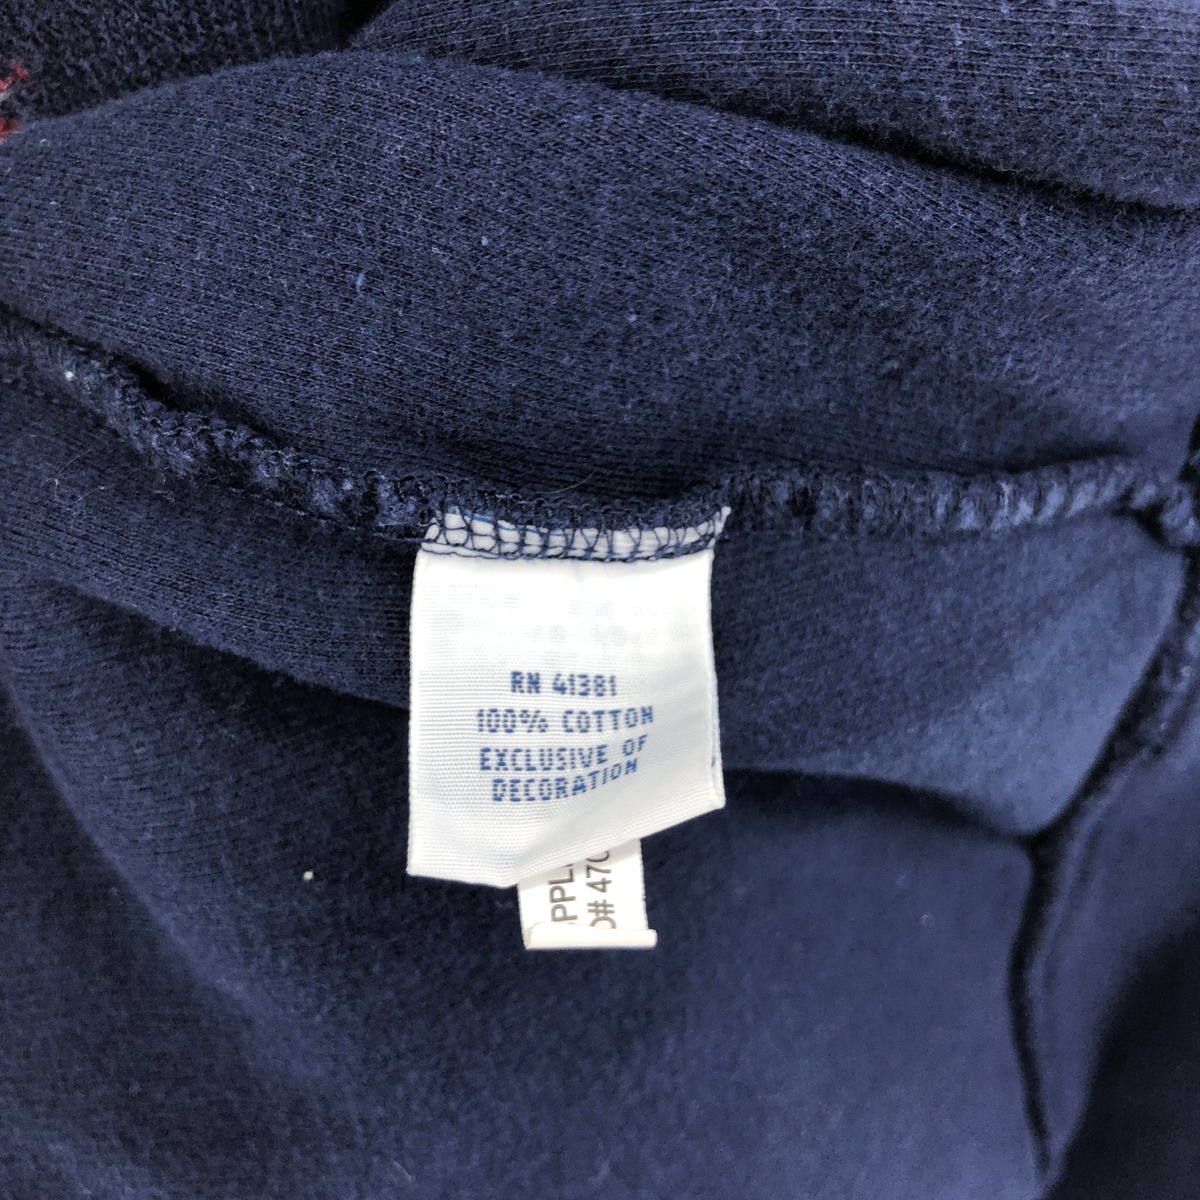 RN 41381
100% COTTON
EXCLUSIVE OF
DECORATION